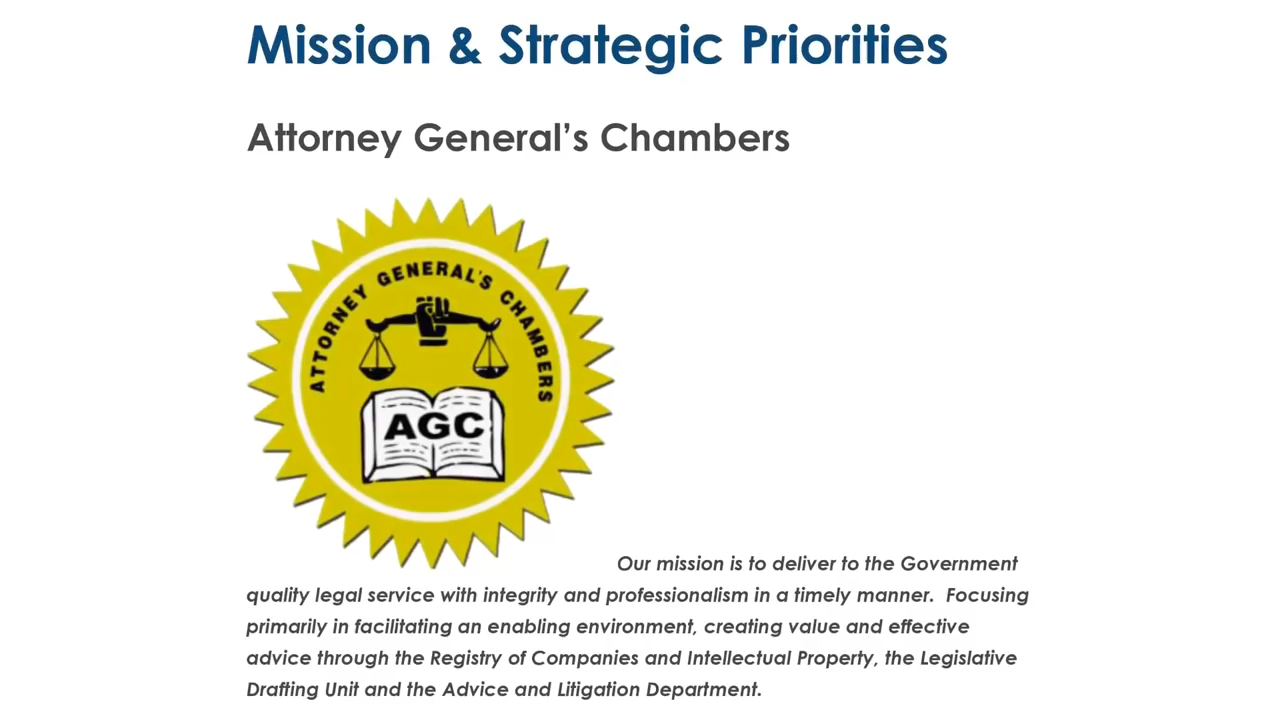 Mission & Strategic Priorities
Attorney General’s Chambers
ATTORNEY GENERAL'S CHAMBERS
AGC
Our mission is to deliver to the Government
quality legal service with integrity and professionalism in a timely manner.  Focusing
primarily in facilitating an enabling environment, creating value and effective
advice through the Registry of Companies and Intellectual Property, the Legislative
Drafting Unit and the Advice and Litigation Department.